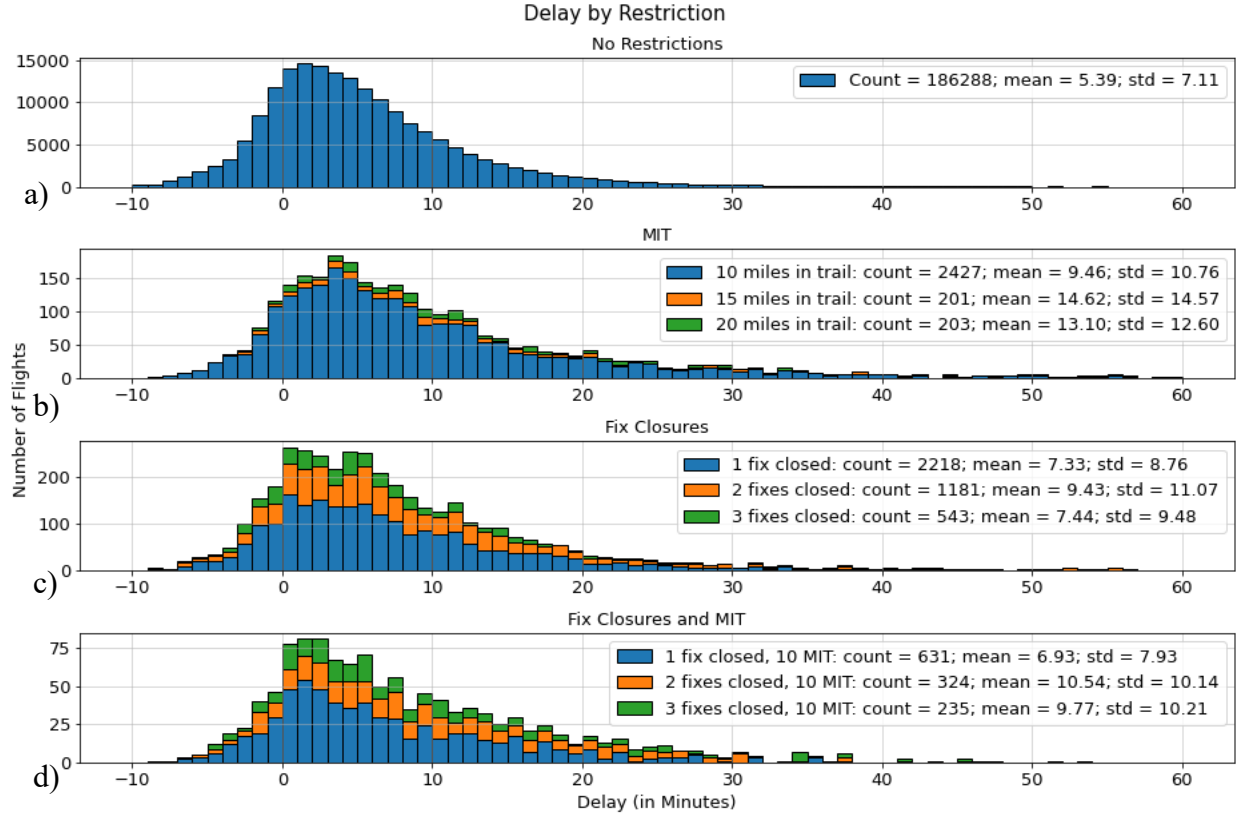 Delay by Restriction
No Restrictions
15000
10000
5000
0
Count = 186288; mean = 5.39; std = 7.11
a)
−10 0 10 20 30 40 50 60
MIT
150
100
50
0
10 miles in trail: count = 2427; mean = 9.46; std = 10.76
15 miles in trail: count = 201; mean = 14.62; std = 14.57
20 miles in trail: count = 203; mean = 13.10; std = 12.60
b)
−10 0 10 20 30 40 50 60
Number of Flights
Fix Closures
200
100
0
1 fix closed: count = 2218; mean = 7.33; std = 8.76
2 fixes closed: count = 1181; mean = 9.43; std = 11.07
3 fixes closed: count = 543; mean = 7.44; std = 9.48
c)
−10 0 10 20 30 40 50 60
Fix Closures and MIT
75
50
25
0
1 fix closed, 10 MIT: count = 631; mean = 6.93; std = 7.93
2 fixes closed, 10 MIT: count = 324; mean = 10.54; std = 10.14
3 fixes closed, 10 MIT: count = 235; mean = 9.77; std = 10.21
d)
−10 0 10 20 30 40 50 60
Delay (in Minutes)